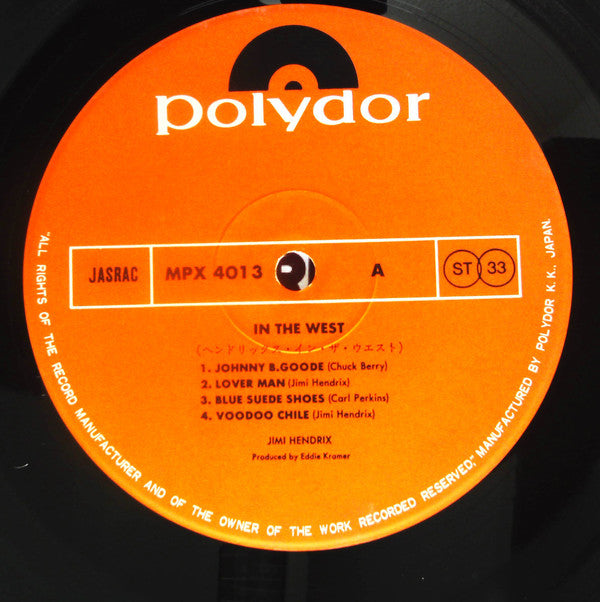 polydor
JASRAC MPX 4013 A ST 33
IN THE WEST
(ヘンドリックス・イン・ザ・ウエスト)
1. JOHNNY B.GOODE (Chuck Berry)
2. LOVER MAN (Jimi Hendrix)
3. BLUE SUEDE SHOES (Carl Perkins)
4. VOODOO CHILE (Jimi Hendrix)
JIMI HENDRIX
Produced by Eddie Kramer
"ALL RIGHTS OF THE RECORD MANUFACTURER AND OF THE OWNER OF THE WORK RECORDED RESERVED," MANUFACTURED BY POLYDOR K.K., JAPAN.